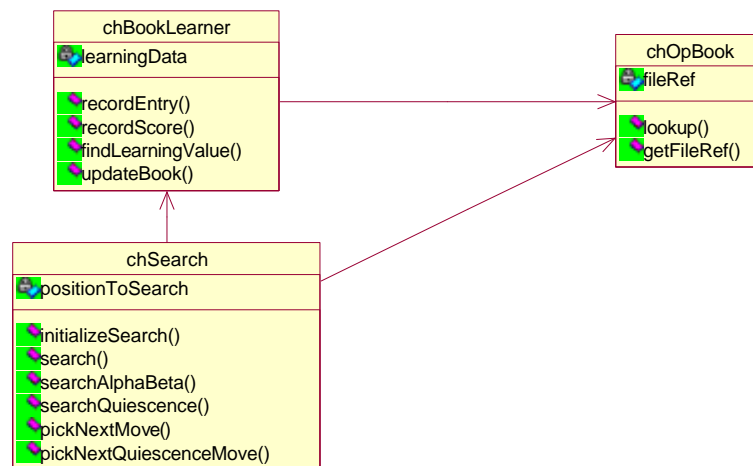 chBookLearner
learningData
recordEntry()
recordScore()
findLearningValue()
updateBook()
chOpBook
fileRef
lookup()
getFileRef()
chSearch
positionToSearch
initializeSearch()
search()
searchAlphaBeta()
searchQuiescence()
pickNextMove()
pickNextQuiescenceMove()